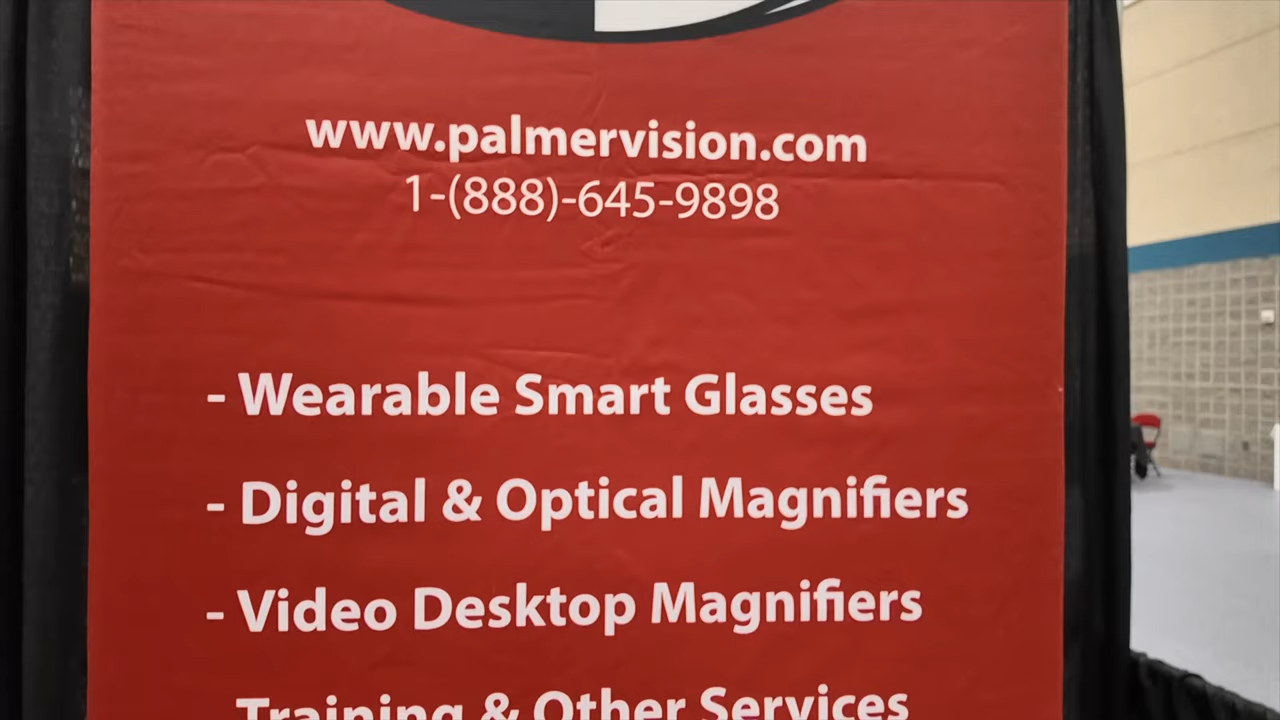 www.palmervision.com
1-(888)-645-9898
- Wearable Smart Glasses
- Digital & Optical Magnifiers
- Video Desktop Magnifiers
Training & Other Services